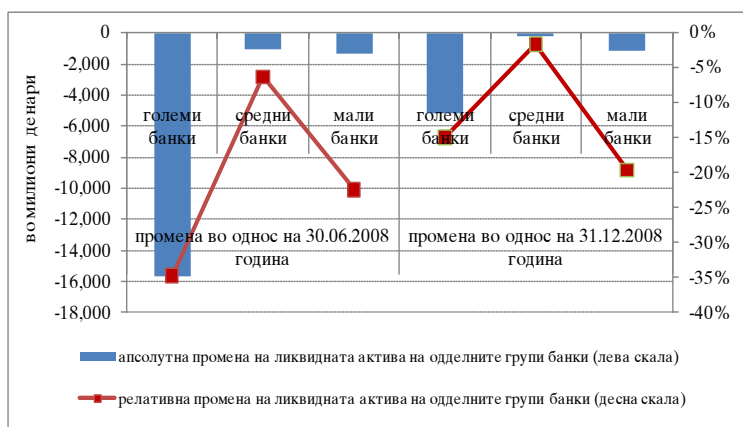 0
-2,000
-4,000
-6,000
-8,000
-10,000
-12,000
-14,000
-16,000
-18,000
во милиони денари
0%
-5%
-10%
-15%
-20%
-25%
-30%
-35%
-40%
големи банки
средни банки
мали банки
големи банки
средни банки
мали банки
промена во однос на 30.06.2008
година
промена во однос на 31.12.2008
година
апсолутна промена на ликвидната актива на одделните групи банки (лева скала)
релативна промена на ликвидната актива на одделните групи банки (десна скала)